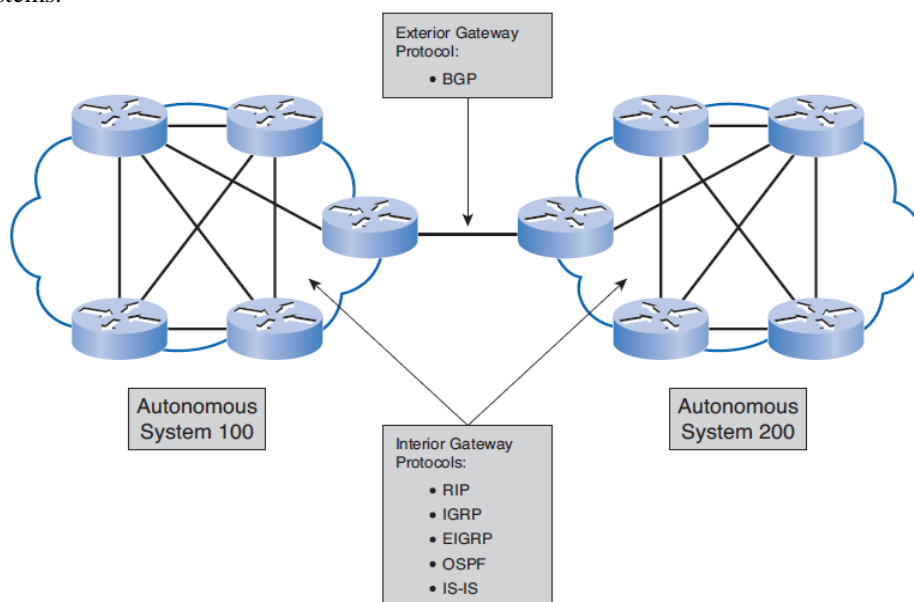 stems.
Exterior Gateway
Protocol:
• BGP
Autonomous
System 100
Autonomous
System 200
Interior Gateway
Protocols:
• RIP
• IGRP
• EIGRP
• OSPF
• IS-IS